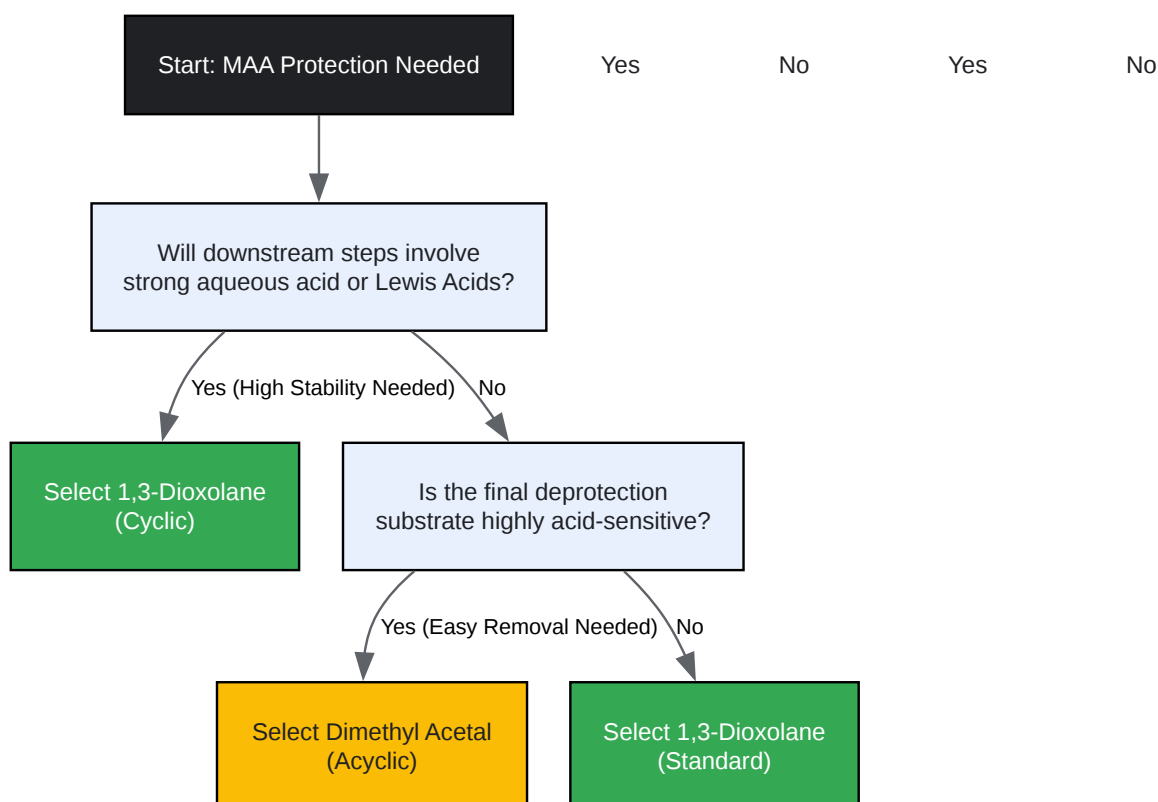 Start: MAA Protection Needed
Yes
No
Yes
No
Will downstream steps involve
strong aqueous acid or Lewis Acids?
Yes (High Stability Needed)
No
Select 1,3-Dioxolane
(Cyclic)
Is the final deprotection
substrate highly acid-sensitive?
Yes (Easy Removal Needed)
No
Select Dimethyl Acetal
(Acyclic)
Select 1,3-Dioxolane
(Standard)